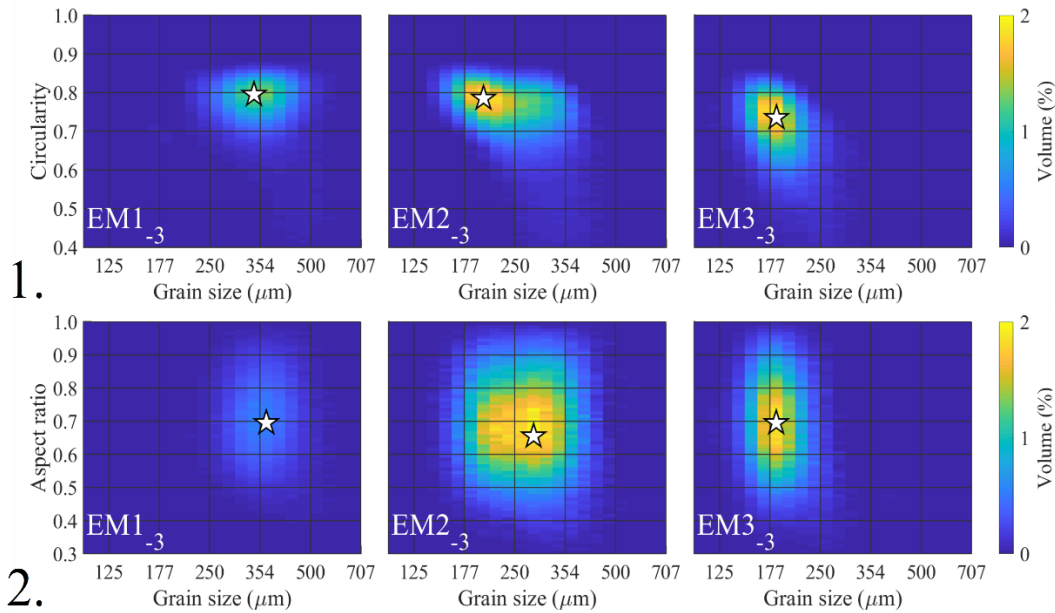 1.0
0.9
0.8
0.7
0.6
0.5
0.4
Circularity
EM1-3
EM2-3
EM3-3
125 177 250 354 500 707
125 177 250 354 500 707
125 177 250 354 500 707
Grain size (μm)
Grain size (μm)
Grain size (μm)
2
1
0
Volume (%)
1.
1.0
0.9
0.8
0.7
0.6
0.5
0.4
0.3
Aspect ratio
EM1-3
EM2-3
EM3-3
125 177 250 354 500 707
125 177 250 354 500 707
125 177 250 354 500 707
Grain size (μm)
Grain size (μm)
Grain size (μm)
2
1
0
Volume (%)
2.